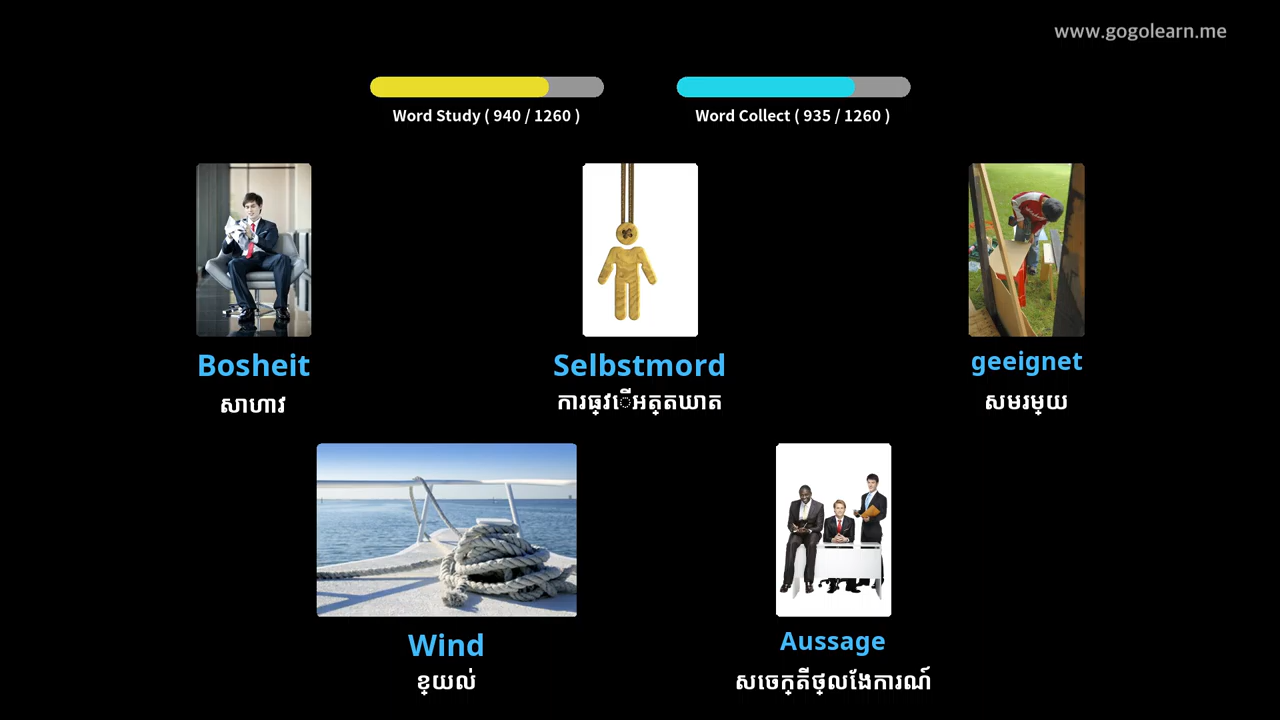 www.gogolearn.me
Word Study ( 940 / 1260 )
Word Collect ( 935 / 1260 )
Bosheit
សាហាវ
Selbstmord
ការធ្វើអត្តឃាត
geeignet
សមរម្យ
Wind
ខ្យល់
Aussage
សចេក្តីថ្លងែការណ៍